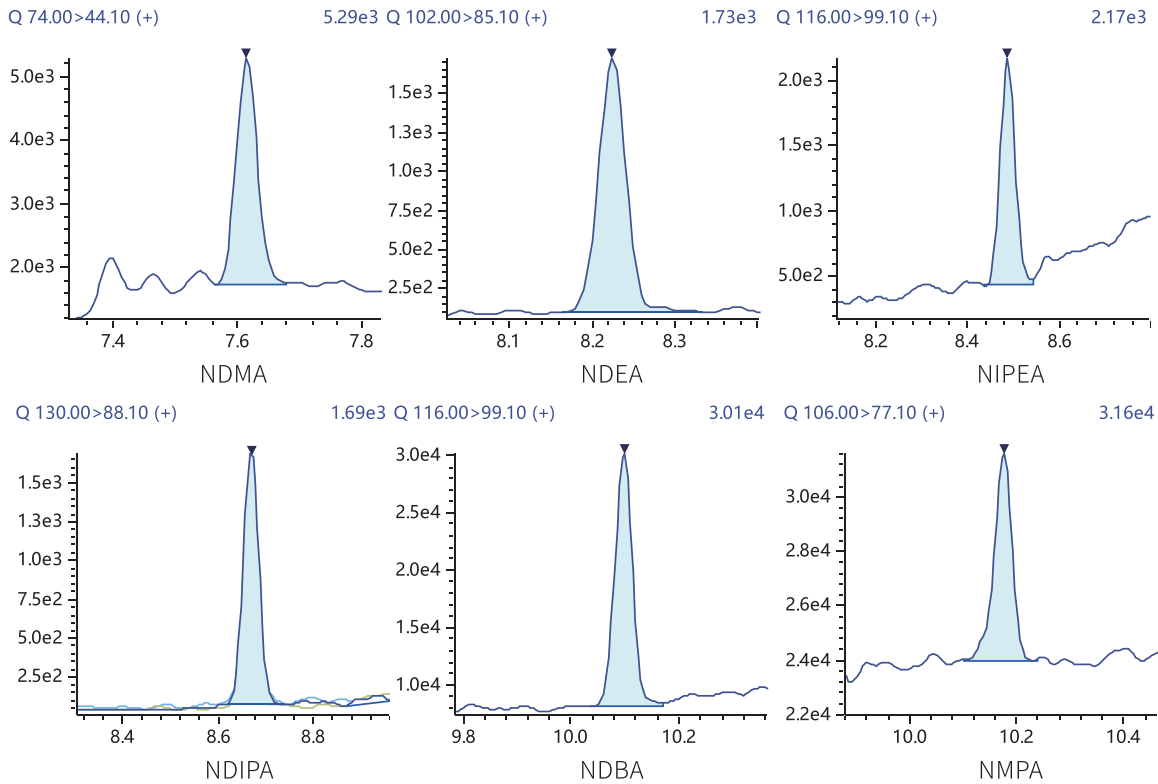 Q 74.00>44.10 (+) 5.29e3
5.0e3
4.0e3
3.0e3
2.0e3
7.4 7.6 7.8
NDMA
Q 102.00>85.10 (+) 1.73e3
1.5e3
1.3e3
1.0e3
7.5e2
5.0e2
2.5e2
8.1 8.2 8.3
NDEA
Q 116.00>99.10 (+) 2.17e3
2.0e3
1.5e3
1.0e3
5.0e2
8.2 8.4 8.6
NIPEA
Q 130.00>88.10 (+) 1.69e3
1.5e3
1.3e3
1.0e3
7.5e2
5.0e2
2.5e2
8.4 8.6 8.8
NDIPA
Q 116.00>99.10 (+) 3.01e4
3.0e4
2.5e4
2.0e4
1.5e4
1.0e4
9.8 10.0 10.2
NDBA
Q 106.00>77.10 (+) 3.16e4
3.0e4
2.8e4
2.6e4
2.4e4
2.2e4
10.0 10.2 10.4
NMPA